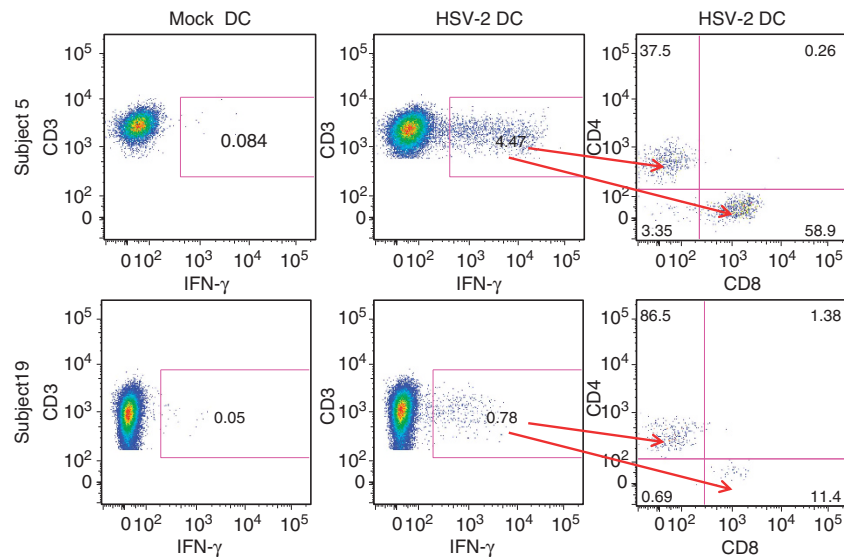 Mock DC
HSV-2 DC
HSV-2 DC
Subject 5
CD3
10⁵
10⁴
10³
10²
0
0.084
0 10² 10³ 10⁴ 10⁵
IFN-γ
CD3
10⁵
10⁴
10³
10²
0
4.47
0 10² 10³ 10⁴ 10⁵
IFN-γ
CD4
10⁵
10⁴
10³
10²
0
37.5
0.26
3.35
58.9
0 10² 10³ 10⁴ 10⁵
CD8
Subject19
CD3
10⁵
10⁴
10³
10²
0
0.05
0 10² 10³ 10⁴ 10⁵
IFN-γ
CD3
10⁵
10⁴
10³
10²
0
0.78
0 10² 10³ 10⁴ 10⁵
IFN-γ
CD4
10⁵
10⁴
10³
10²
0
86.5
1.38
0.69
11.4
0 10² 10³ 10⁴ 10⁵
CD8